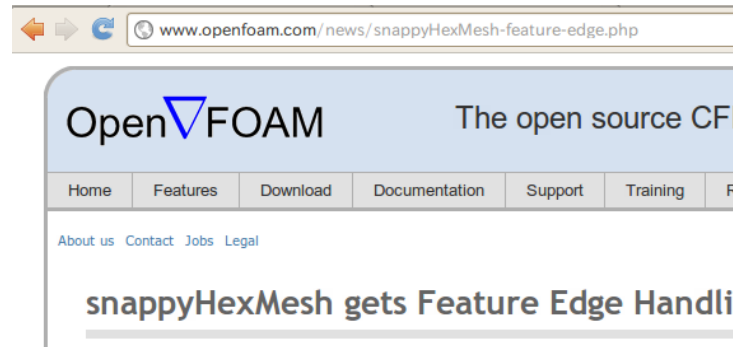 www.openfoam.com/news/snappyHexMesh-feature-edge.php
Open∇FOAM
The open source CF
Home Features Download Documentation Support Training
About us Contact Jobs Legal
snappyHexMesh gets Feature Edge Handli